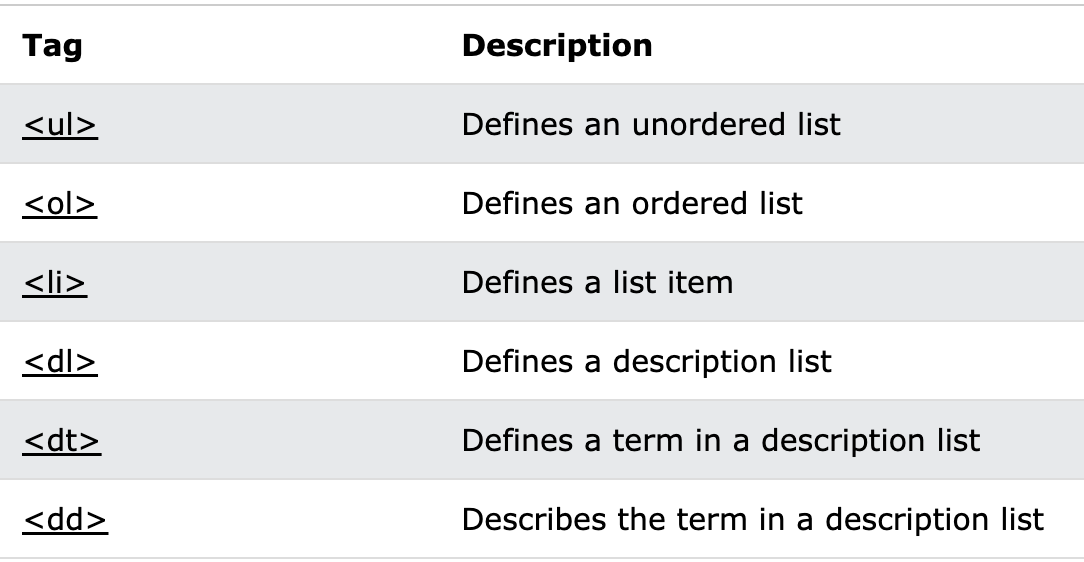 Tag Description
<ul> Defines an unordered list
<ol> Defines an ordered list
<li> Defines a list item
<dl> Defines a description list
<dt> Defines a term in a description list
<dd> Describes the term in a description list